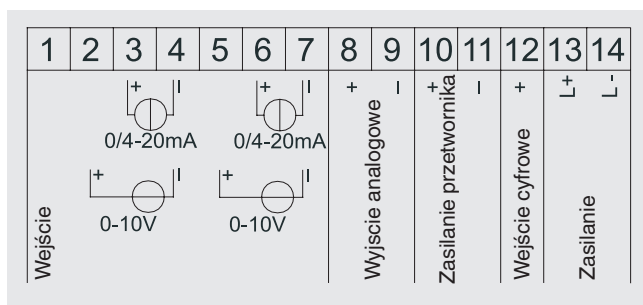 1 2 3 4 5 6 7 8 9 10 11 12 13 14
+ − + − + − + − + L+ L-
0/4-20mA 0/4-20mA
+ − + −
0-10V 0-10V
Wejście
Wyjscie analogowe
Zasilanie przetwornika
Wejście cyfrowe
Zasilanie